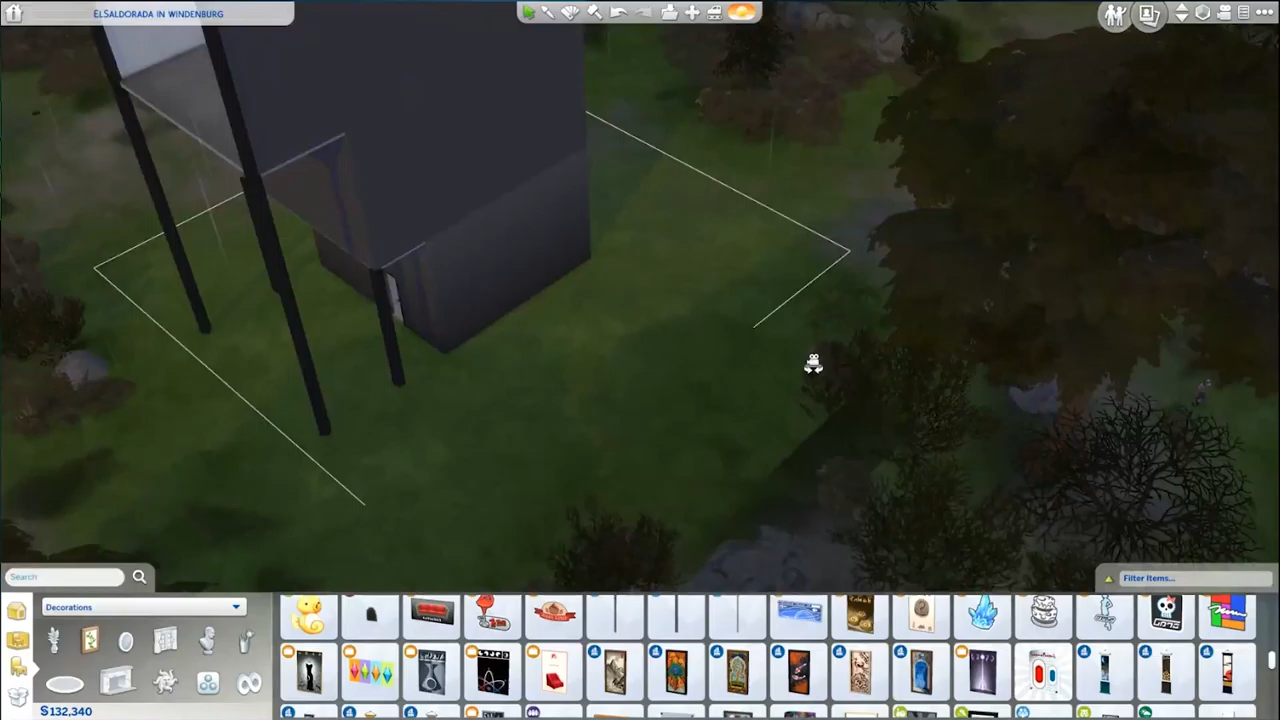 ELSALDORADA IN WINDENBURG
Search
Filter Items...
Decorations
§132,340